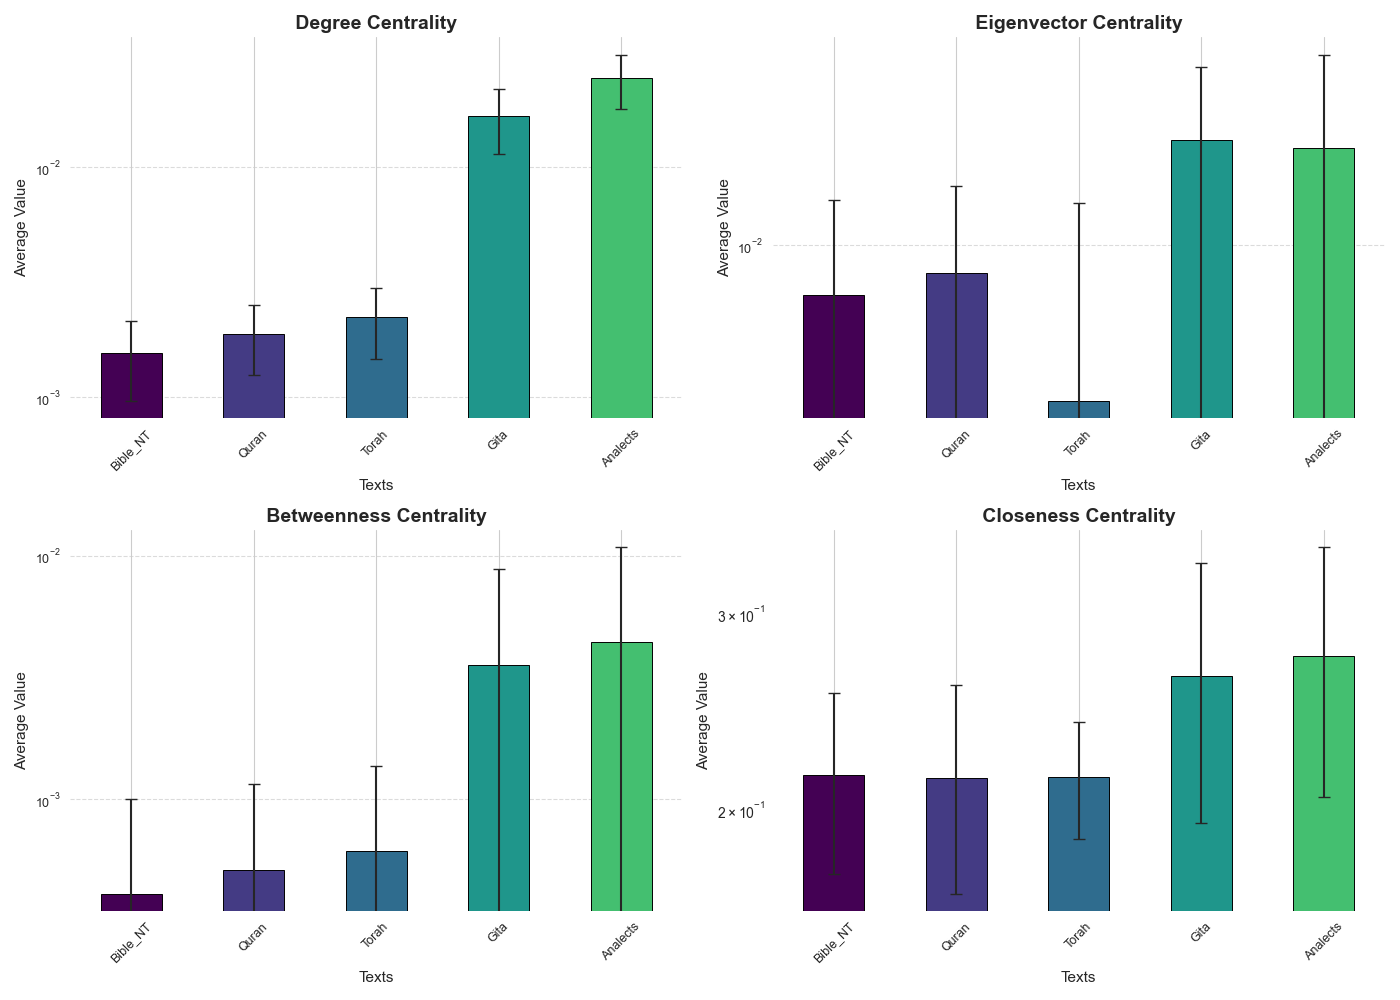 Degree Centrality
Average Value
10⁻²
10⁻³
Bible_NT
Quran
Torah
Gita
Analects
Texts
Eigenvector Centrality
Average Value
10⁻²
Bible_NT
Quran
Torah
Gita
Analects
Texts
Betweenness Centrality
Average Value
10⁻²
10⁻³
Bible_NT
Quran
Torah
Gita
Analects
Texts
Closeness Centrality
Average Value
3 × 10⁻¹
2 × 10⁻¹
Bible_NT
Quran
Torah
Gita
Analects
Texts